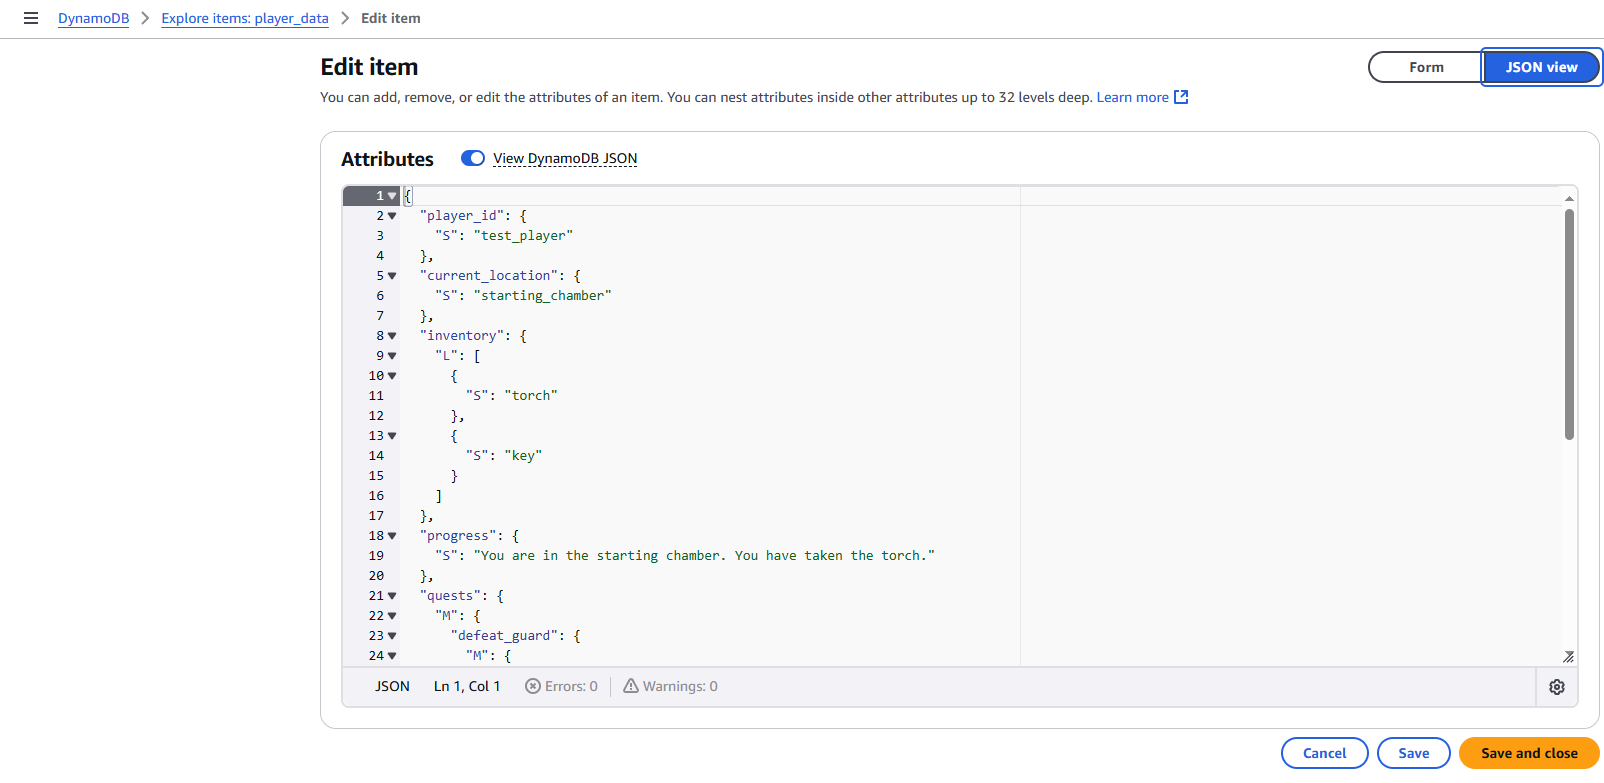 DynamoDB > Explore items: player_data > Edit item
Edit item
Form JSON view
You can add, remove, or edit the attributes of an item. You can nest attributes inside other attributes up to 32 levels deep. Learn more
Attributes View DynamoDB JSON
1 {
2 "player_id": {
3 "S": "test_player"
4 },
5 "current_location": {
6 "S": "starting_chamber"
7 },
8 "inventory": {
9 "L": [
10 {
11 "S": "torch"
12 },
13 {
14 "S": "key"
15 }
16 ]
17 },
18 "progress": {
19 "S": "You are in the starting chamber. You have taken the torch."
20 },
21 "quests": {
22 "M": {
23 "defeat_guard": {
24 "M": {
JSON Ln 1, Col 1 Errors: 0 Warnings: 0
Cancel Save Save and close